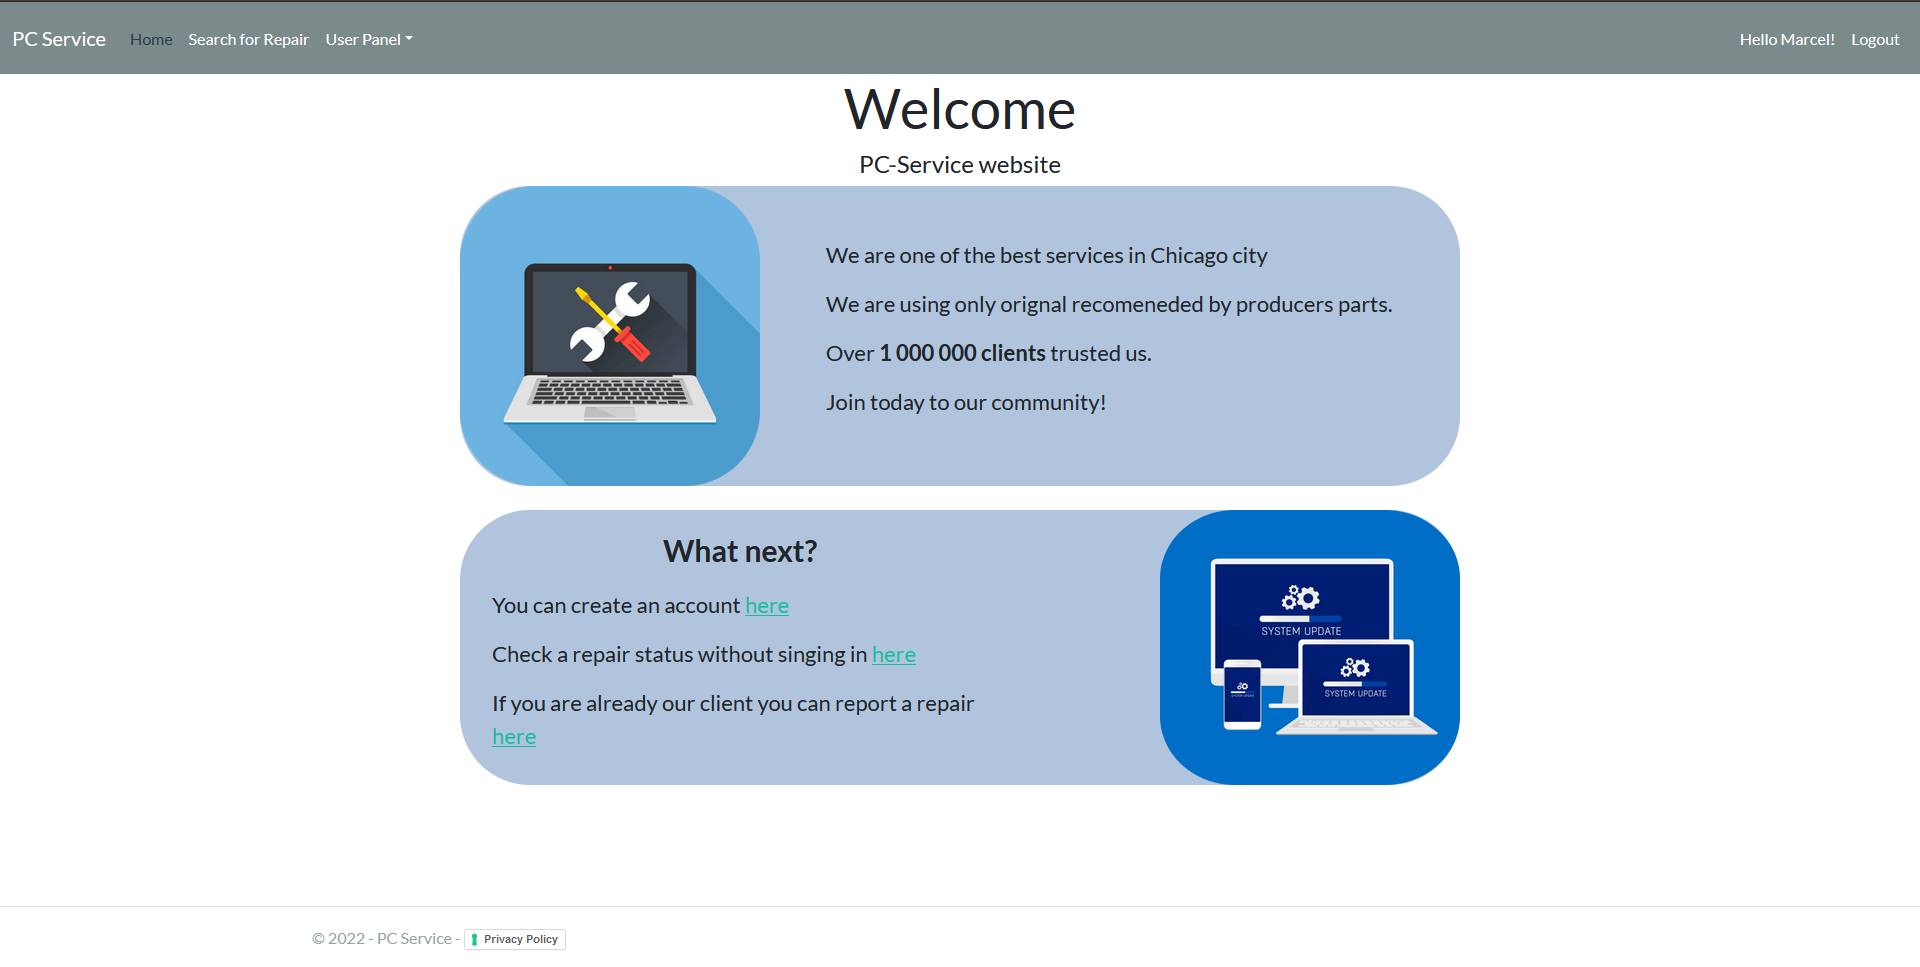 PC Service Home Search for Repair User Panel Hello Marcel! Logout
Welcome
PC-Service website
We are one of the best services in Chicago city
We are using only orignal recomeneded by producers parts.
Over 1 000 000 clients trusted us.
Join today to our community!
What next?
You can create an account here
Check a repair status without singing in here
If you are already our client you can report a repair
here
SYSTEM UPDATE
SYSTEM UPDATE
SYSTEM UPDATE
© 2022 - PC Service - Privacy Policy